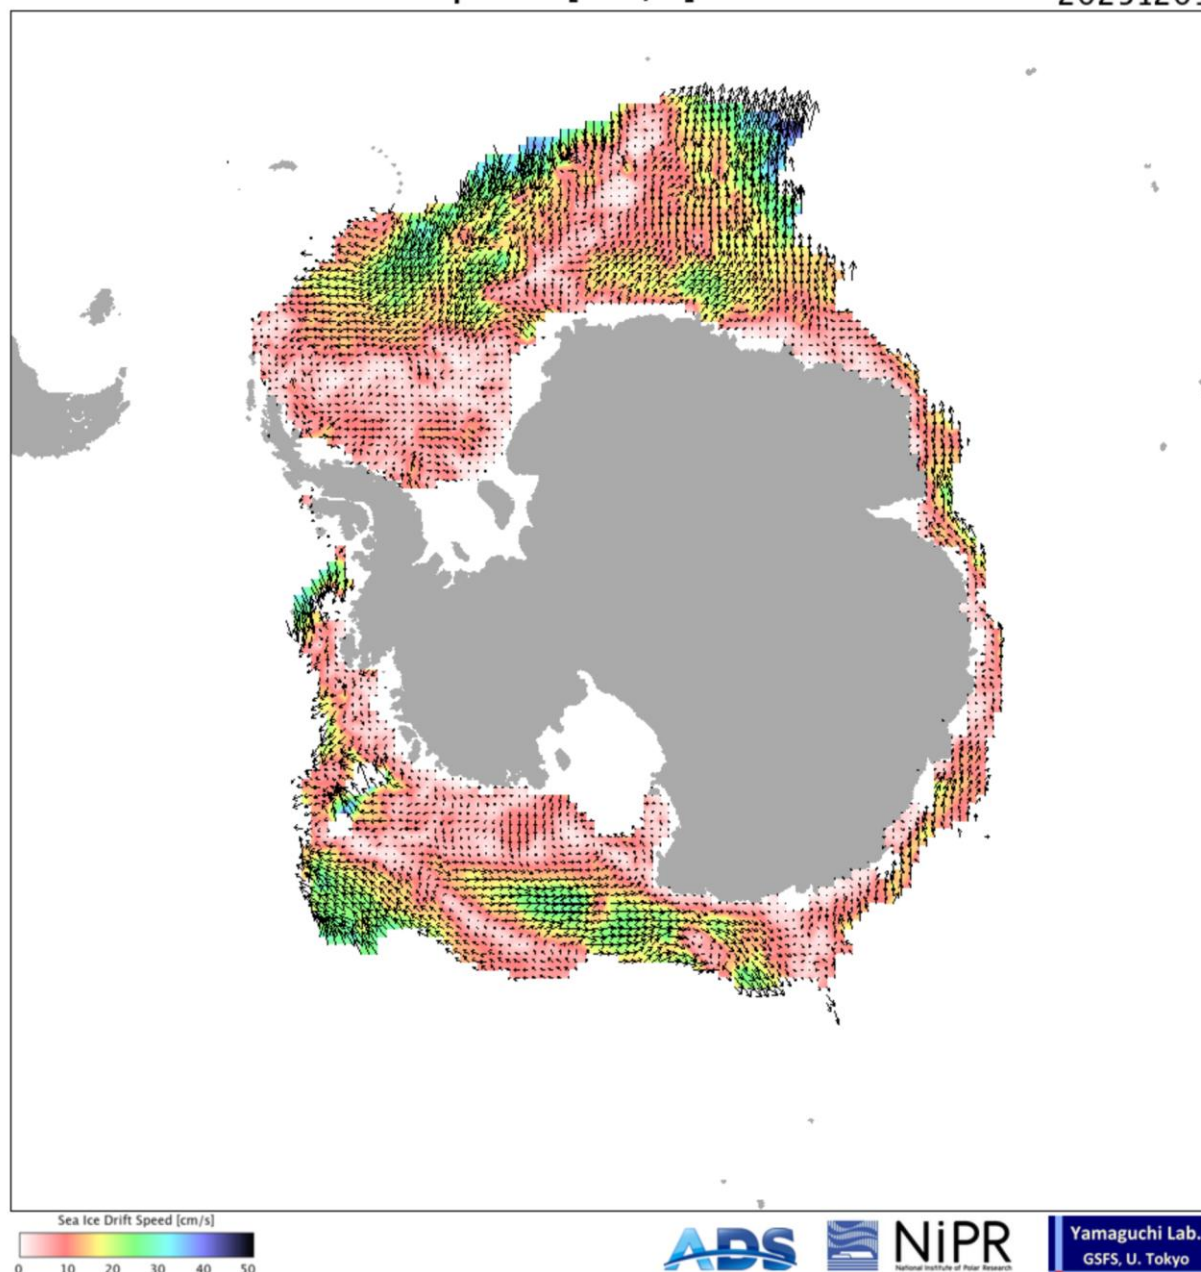 Sea Ice Drift Speed [cm/s]
0 10 20 30 40 50
ADS
NiPR
National Institute of Polar Research
Yamaguchi Lab.
GSFS, U. Tokyo